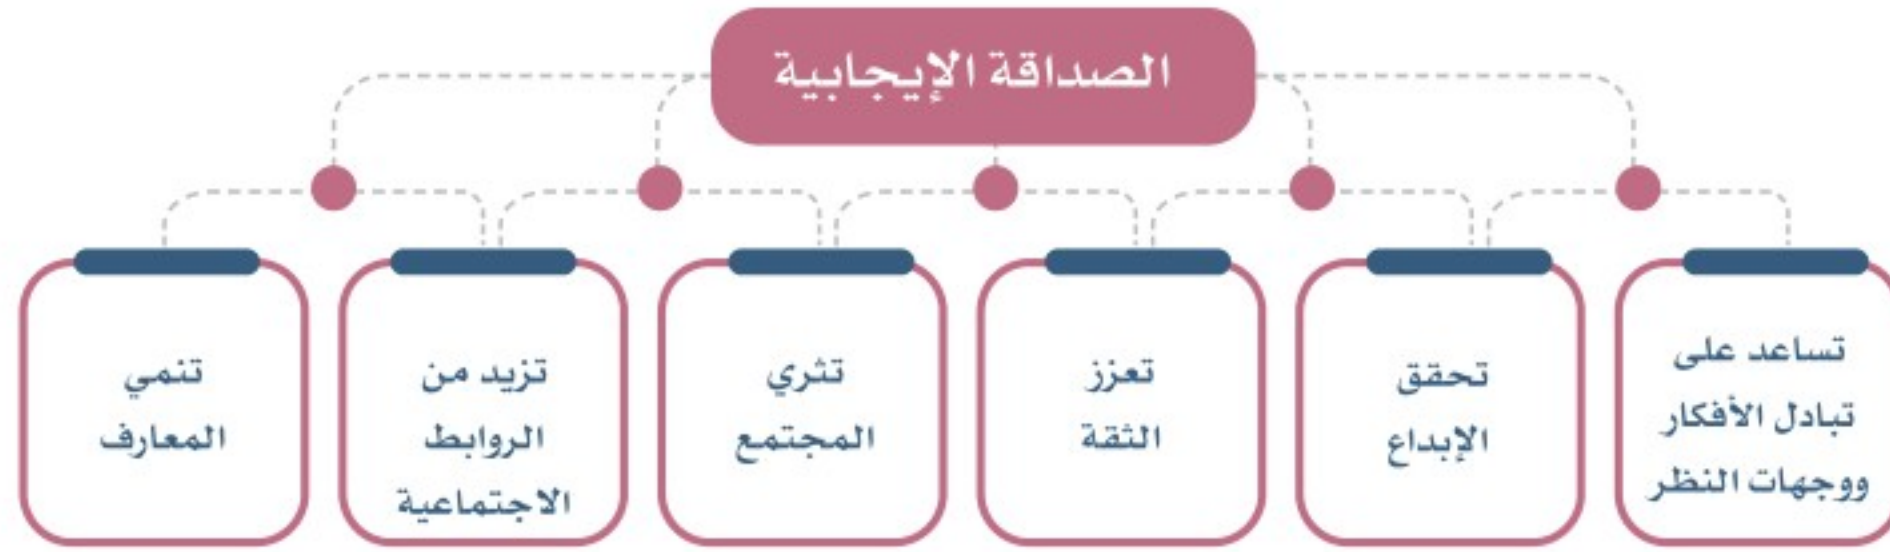 الصداقة الإيجابية
تساعد على
تبادل الأفكار
ووجهات النظر
تحقق
الإبداع
تعزز
الثقة
تثري
المجتمع
تزيد من
الروابط
الاجتماعية
تنمي
المعارف